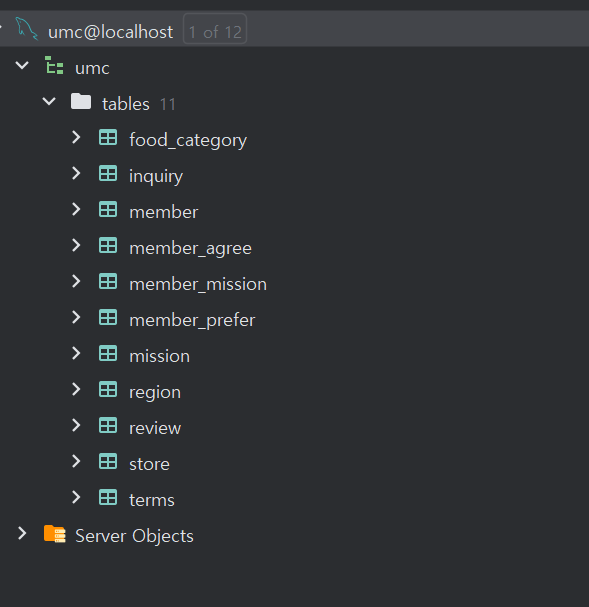 umc@localhost 1 of 12
umc
tables 11
food_category
inquiry
member
member_agree
member_mission
member_prefer
mission
region
review
store
terms
Server Objects